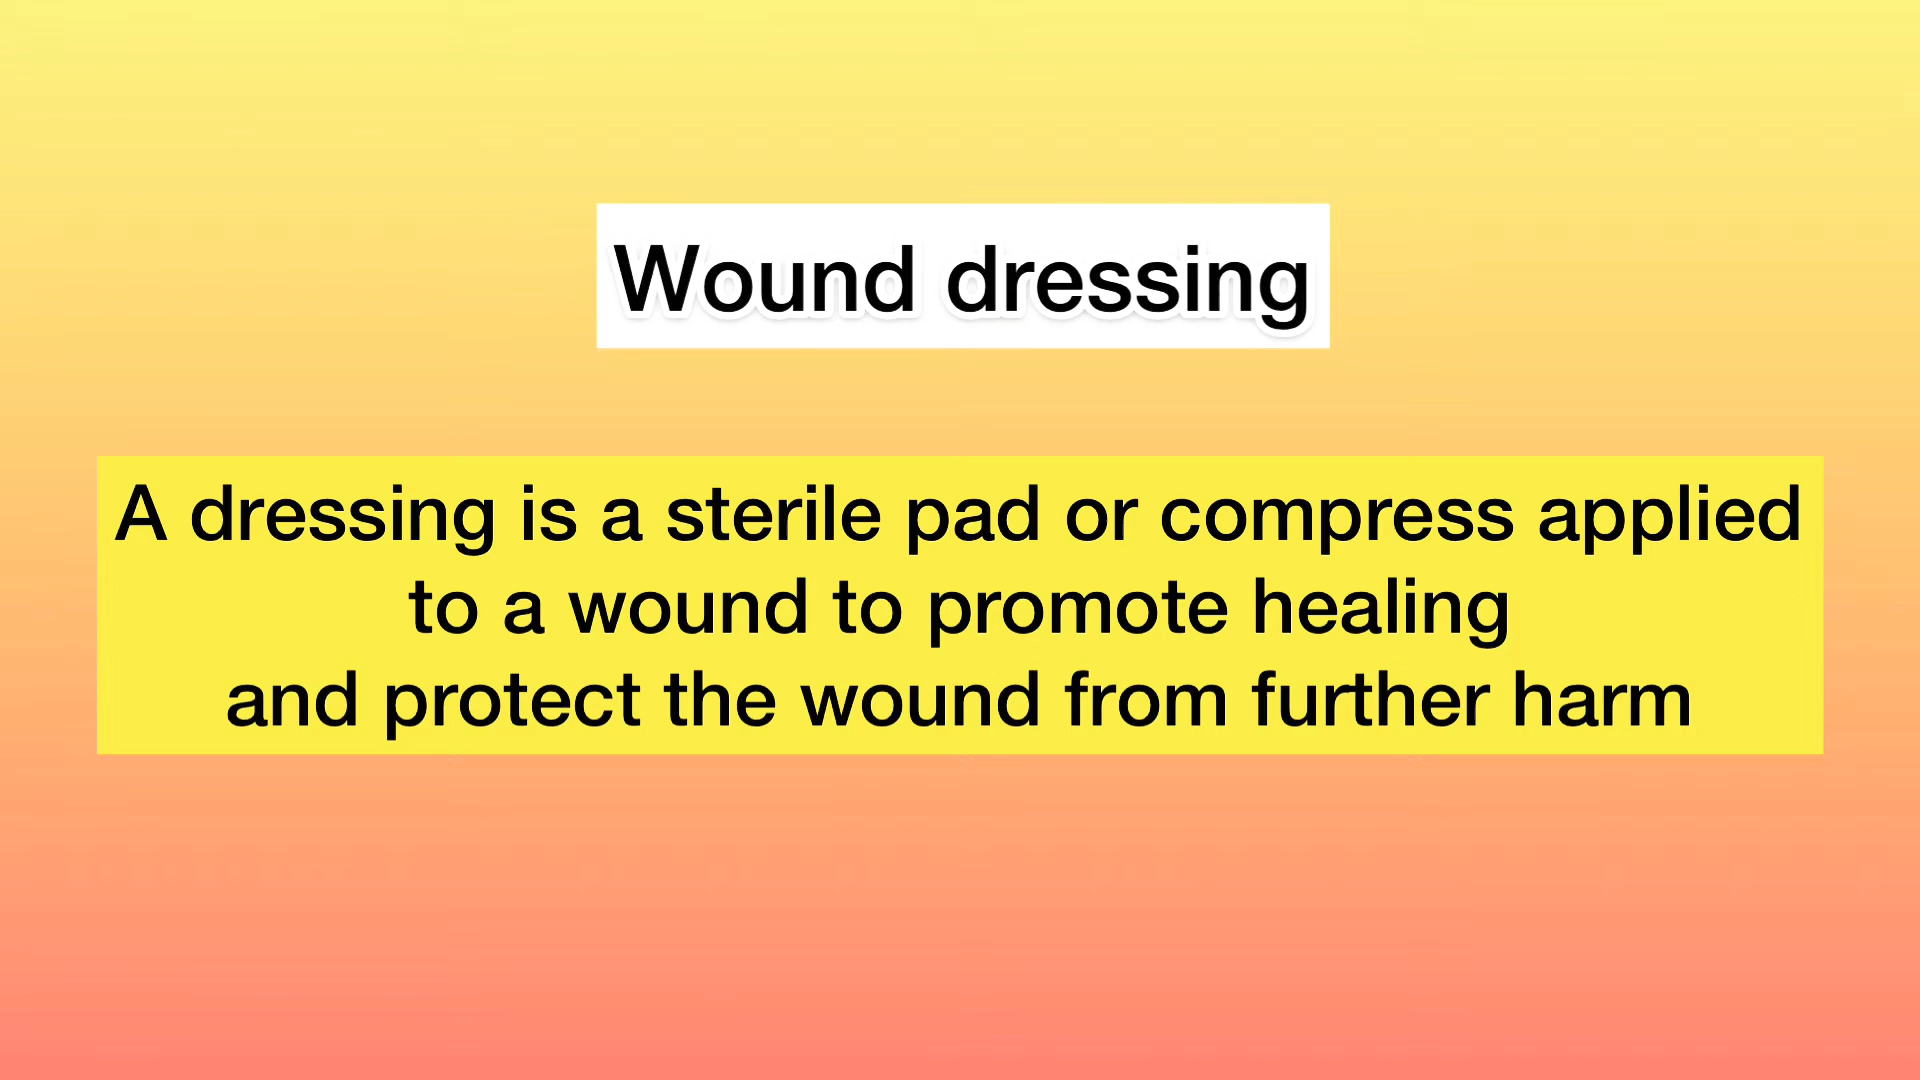 Wound dressing
A dressing is a sterile pad or compress applied
to a wound to promote healing
and protect the wound from further harm